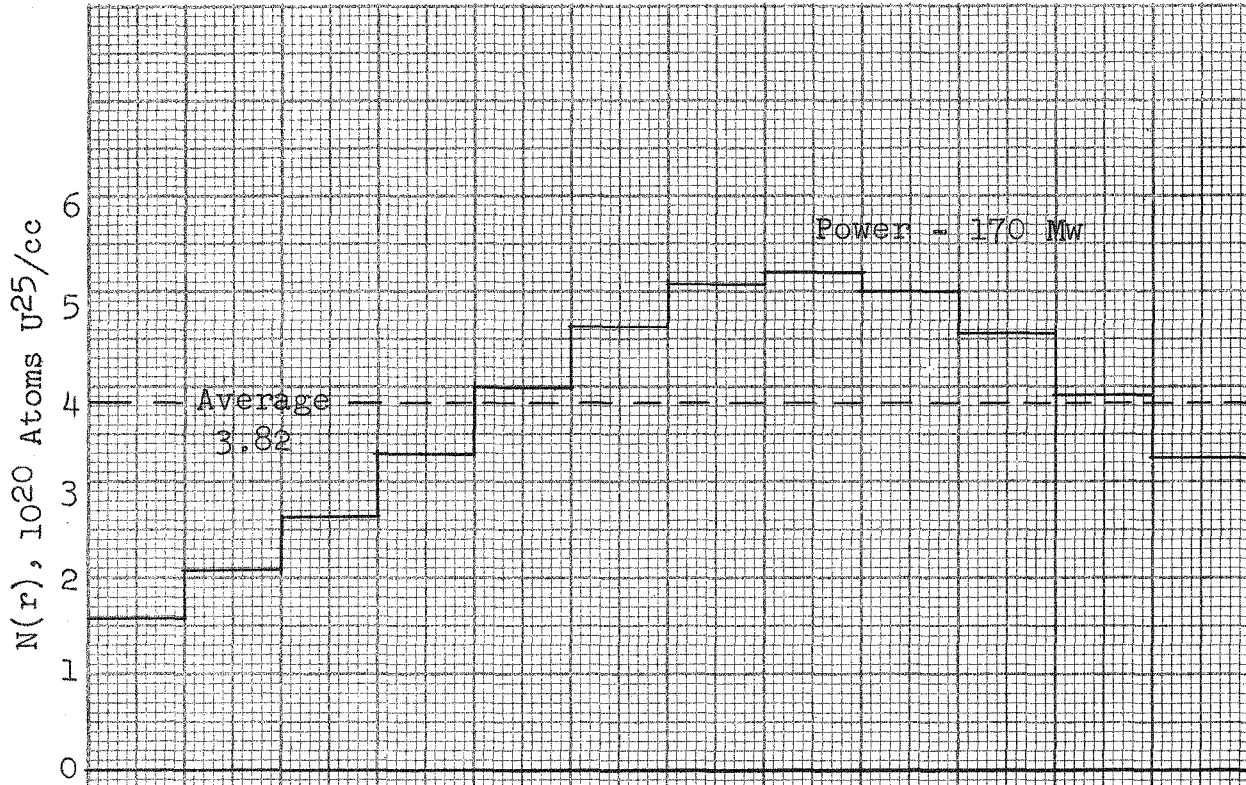 6
Power - 170 Mw
5
4
Average
3.82
3
2
1
0
N(r), 10²⁰ Atoms U²⁵/cc